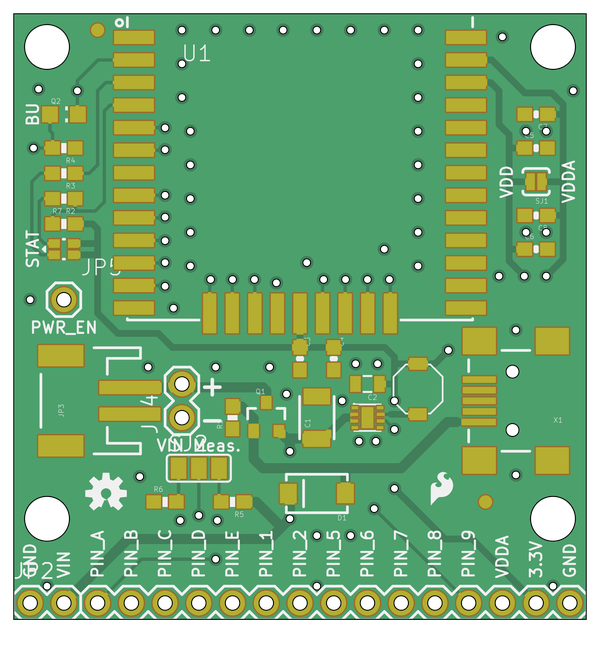 U1
BU
Q2
R4
R3
R7 R2
STAT
JP5
PWR_EN
VDD
VDDA
SJ1
JP3
+
-
Q1
C1
C2
X1
VIN Meas.
R6
R5
D1
GND
VIN
PIN_A
PIN_B
PIN_C
PIN_D
PIN_E
PIN_1
PIN_2
PIN_5
PIN_6
PIN_7
PIN_8
PIN_9
VDDA
3.3V
GND
JP2